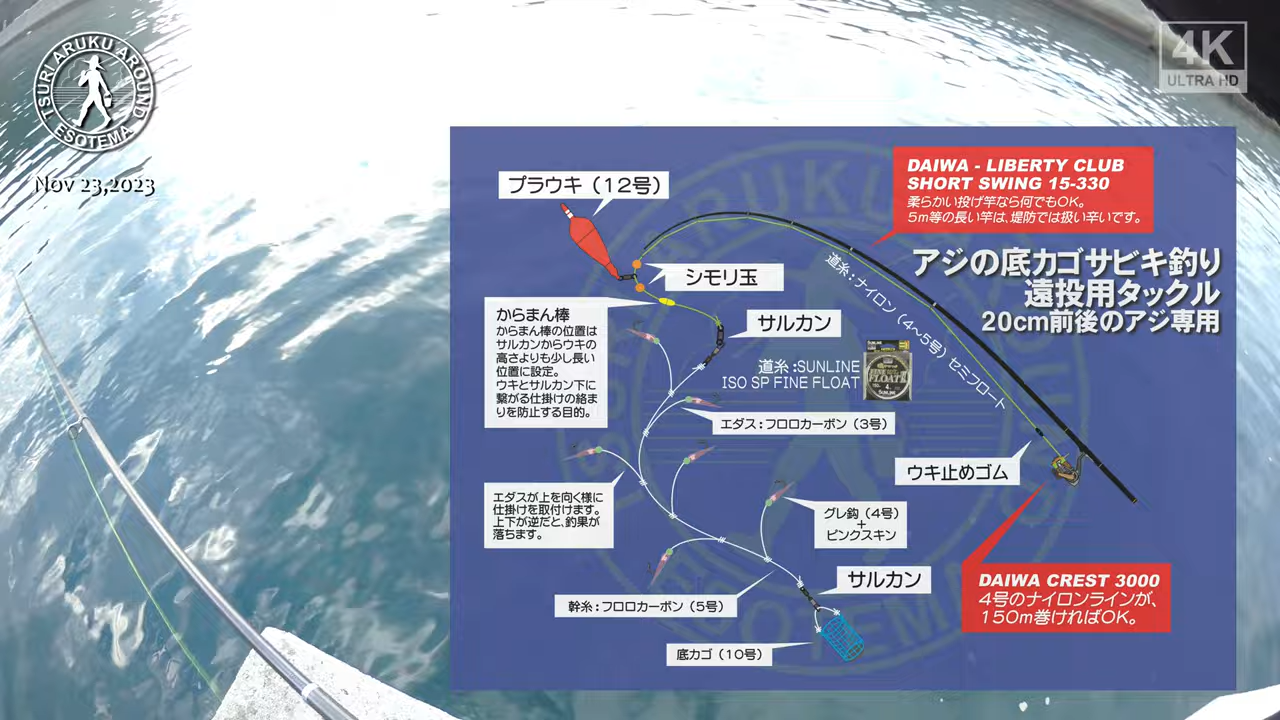 TSURI ARUKU AROUND
ESOTEMA
Nov 23,2023
4K
ULTRA HD
DAIWA - LIBERTY CLUB
SHORT SWING 15-330
柔らかい投げ竿なら何でもOK。
5m等の長い竿は、堤防では扱い辛いです。
アジの底カゴサビキ釣り
遠投用タックル
20cm前後のアジ専用
プラウキ（12号）
シモリ玉
からまん棒
からまん棒の位置は
サルカンからウキの
高さよりも少し長い
位置に設定。
ウキとサルカン下に
繋がる仕掛けの絡ま
りを防止する目的。
サルカン
道糸：ナイロン（4〜5号）セミフロート
道糸：SUNLINE
ISO SP FINE FLOAT
エダス：フロロカーボン（3号）
ウキ止めゴム
エダスが上を向く様に
仕掛けを取付けます。
上下が逆だと、釣果が
落ちます。
グレ鈎（4号）
+
ピンクスキン
サルカン
幹糸：フロロカーボン（5号）
底カゴ（10号）
DAIWA CREST 3000
4号のナイロンラインが、
150m巻ければOK。